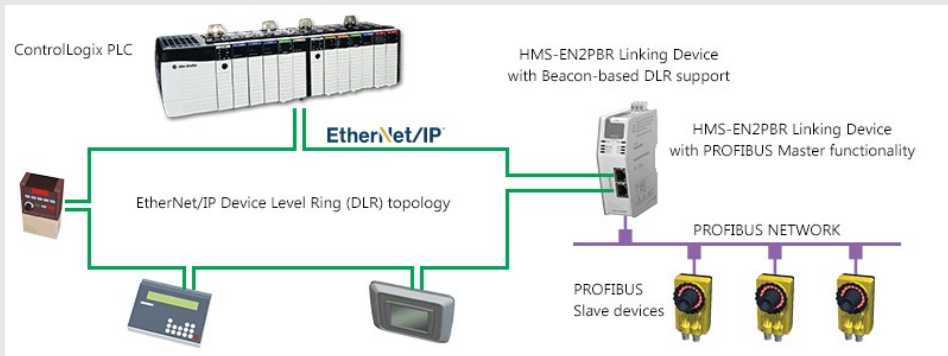 ControlLogix PLC
HMS-EN2PBR Linking Device
with Beacon-based DLR support
EtherNet/IP
HMS-EN2PBR Linking Device
with PROFIBUS Master functionality
EtherNet/IP Device Level Ring (DLR) topology
PROFIBUS NETWORK
PROFIBUS
Slave devices